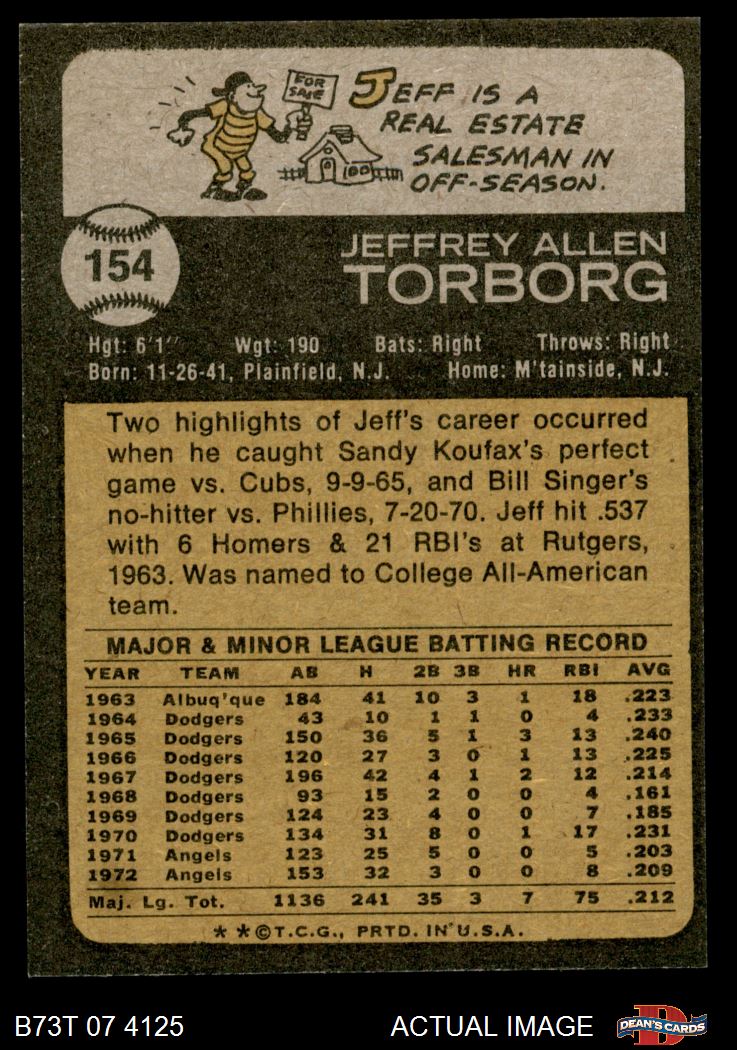 FOR
SALE
JEFF IS A
REAL ESTATE
SALESMAN IN
OFF-SEASON.
154
JEFFREY ALLEN
TORBORG
Hgt: 6'1" Wgt: 190 Bats: Right Throws: Right
Born: 11-26-41, Plainfield, N.J. Home: M'tainside, N.J.
Two highlights of Jeff's career occurred
when he caught Sandy Koufax's perfect
game vs. Cubs, 9-9-65, and Bill Singer's
no-hitter vs. Phillies, 7-20-70. Jeff hit .537
with 6 Homers & 21 RBI's at Rutgers,
1963. Was named to College All-American
team.
MAJOR & MINOR LEAGUE BATTING RECORD
YEAR TEAM AB H 2B 3B HR RBI AVG
1963 Albuq'que 184 41 10 3 1 18 .223
1964 Dodgers 43 10 1 1 0 4 .233
1965 Dodgers 150 36 5 1 3 13 .240
1966 Dodgers 120 27 3 0 1 13 .225
1967 Dodgers 196 42 4 1 2 12 .214
1968 Dodgers 93 15 2 0 0 4 .161
1969 Dodgers 124 23 4 0 0 7 .185
1970 Dodgers 134 31 8 0 1 17 .231
1971 Angels 123 25 5 0 0 5 .203
1972 Angels 153 32 3 0 0 8 .209
Maj. Lg. Tot. 1136 241 35 3 7 75 .212
* * © T.C.G., PRTD. IN U.S.A.
B73T 07 4125 ACTUAL IMAGE D DEAN'S CARDS